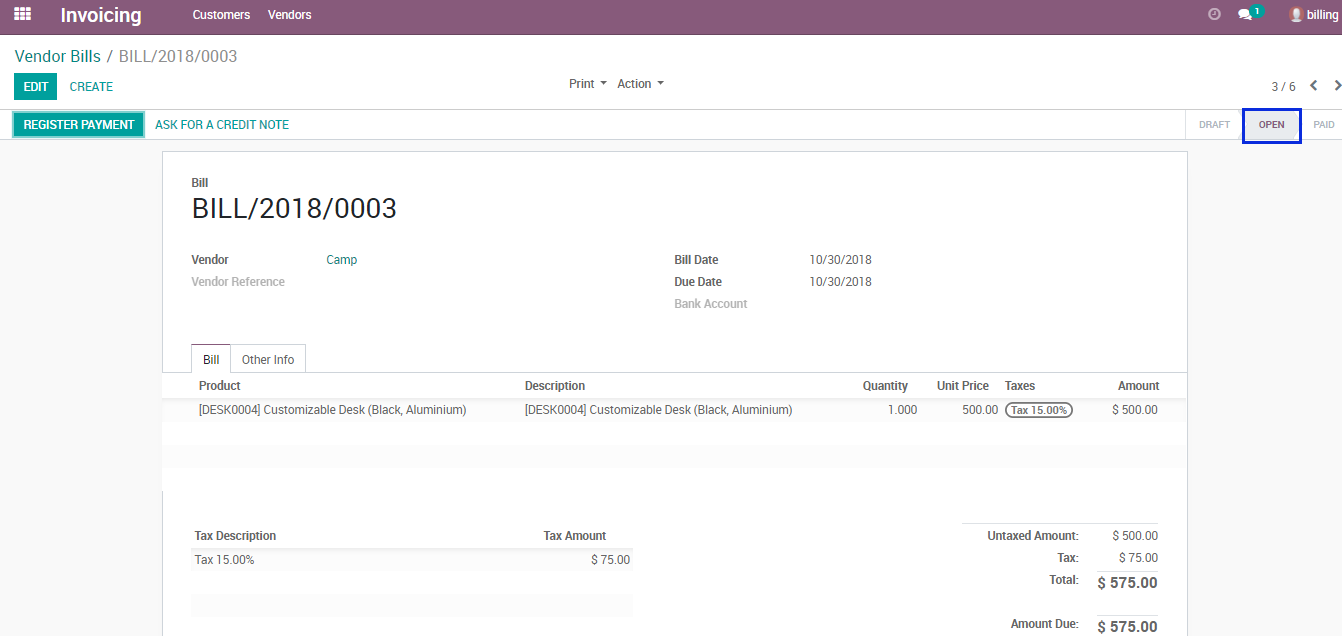 Invoicing Customers Vendors 1 billing
Vendor Bills / BILL/2018/0003
EDIT CREATE Print Action 3 / 6
REGISTER PAYMENT ASK FOR A CREDIT NOTE DRAFT OPEN PAID
Bill
BILL/2018/0003
Vendor Camp Bill Date 10/30/2018
Vendor Reference Due Date 10/30/2018
Bank Account
Bill Other Info
Product Description Quantity Unit Price Taxes Amount
[DESK0004] Customizable Desk (Black, Aluminium) [DESK0004] Customizable Desk (Black, Aluminium) 1.000 500.00 Tax 15.00% $ 500.00
Tax Description Tax Amount Untaxed Amount: $ 500.00
Tax 15.00% $ 75.00 Tax: $ 75.00
Total: $ 575.00
Amount Due: $ 575.00